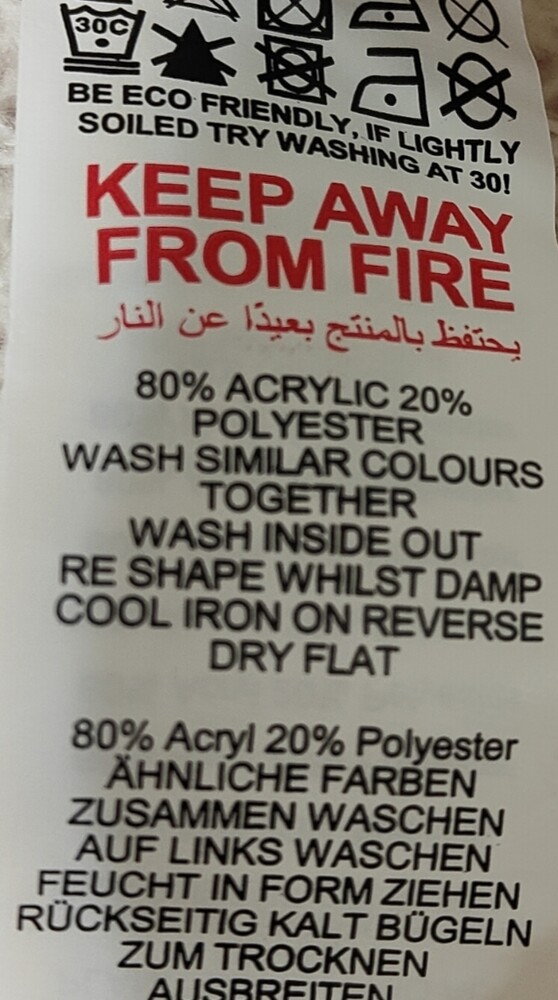 30C
BE ECO FRIENDLY, IF LIGHTLY
SOILED TRY WASHING AT 30!
KEEP AWAY
FROM FIRE
يحتفظ بالمنتج بعيدًا عن النار
80% ACRYLIC 20%
POLYESTER
WASH SIMILAR COLOURS
TOGETHER
WASH INSIDE OUT
RE SHAPE WHILST DAMP
COOL IRON ON REVERSE
DRY FLAT
80% Acryl 20% Polyester
ÄHNLICHE FARBEN
ZUSAMMEN WASCHEN
AUF LINKS WASCHEN
FEUCHT IN FORM ZIEHEN
RÜCKSEITIG KALT BÜGELN
ZUM TROCKNEN
AUSBREITEN